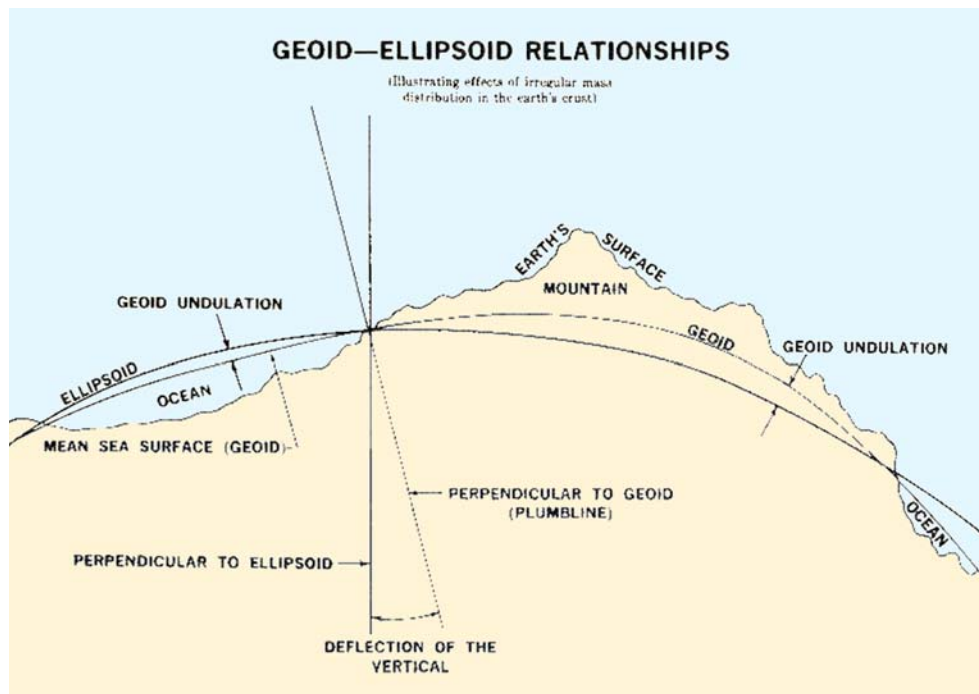 GEOID—ELLIPSOID RELATIONSHIPS
(Illustrating effects of irregular mass
distribution in the earth's crust)
EARTH'S
SURFACE
MOUNTAIN
GEOID UNDULATION
GEOID
GEOID UNDULATION
ELLIPSOID
OCEAN
MEAN SEA SURFACE (GEOID)
PERPENDICULAR TO GEOID
(PLUMBLINE)
OCEAN
PERPENDICULAR TO ELLIPSOID
DEFLECTION OF THE
VERTICAL